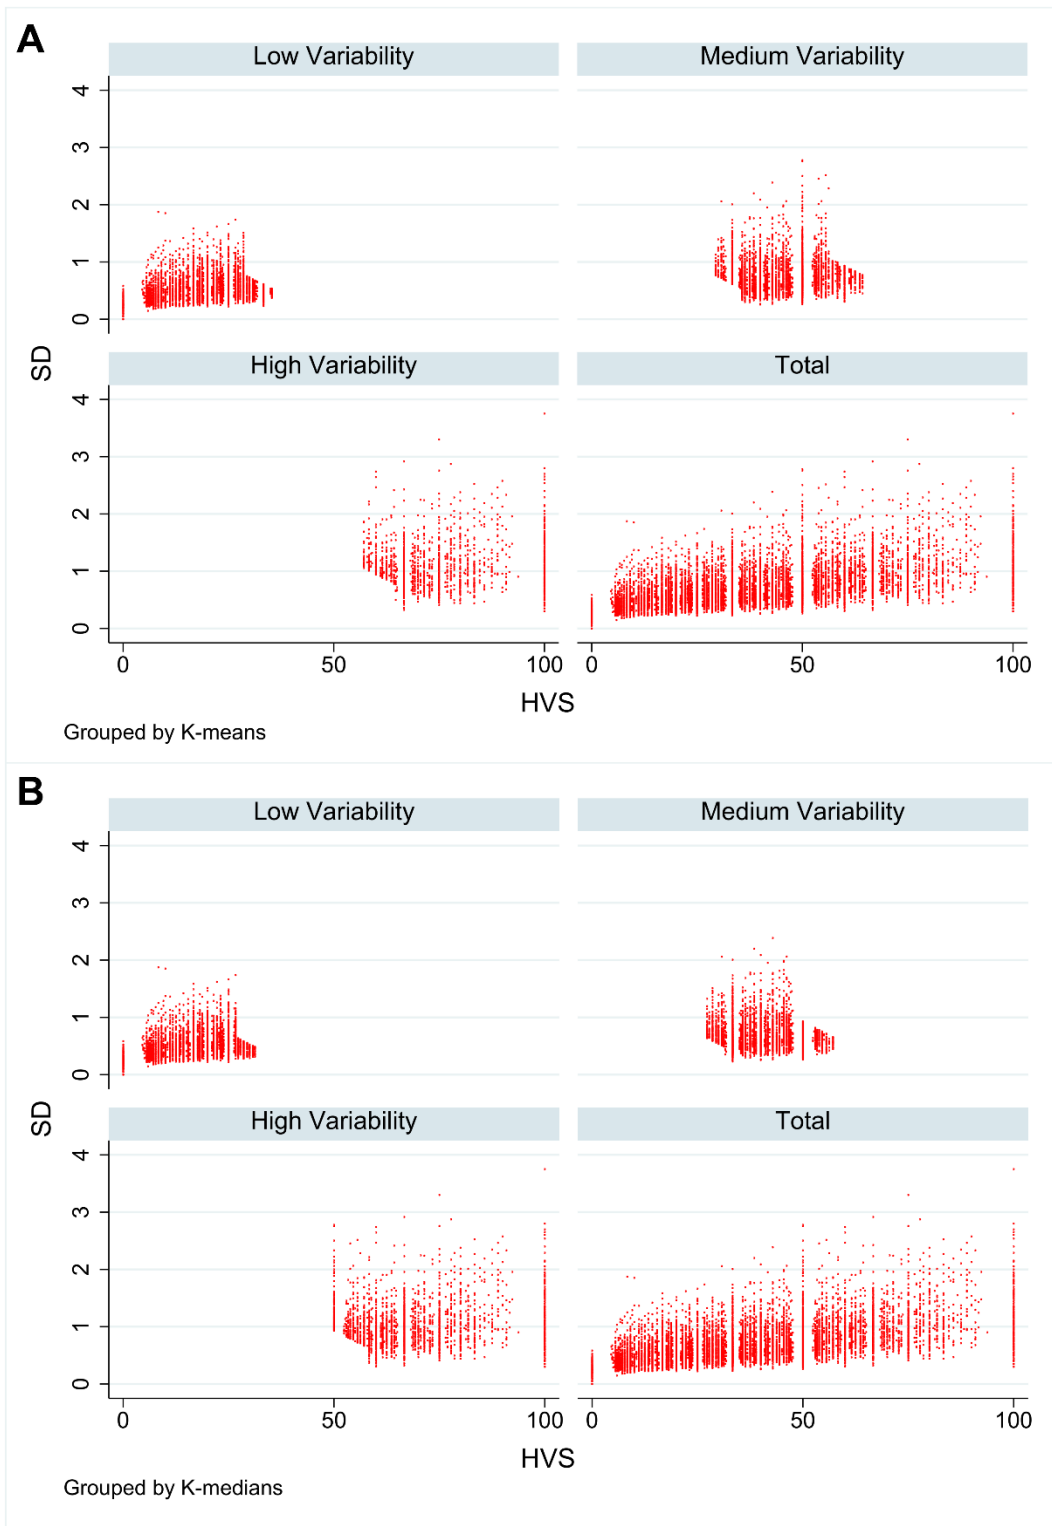 A
Low Variability Medium Variability
4
3
2
1
0
High Variability Total
SD
4
3
2
1
0
0 50 100 0 50 100
HVS
Grouped by K-means
B
Low Variability Medium Variability
4
3
2
1
0
High Variability Total
SD
4
3
2
1
0
0 50 100 0 50 100
HVS
Grouped by K-medians